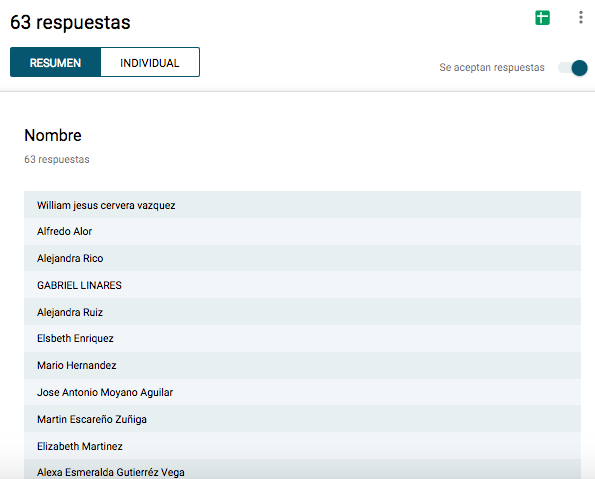 63 respuestas
RESUMEN
INDIVIDUAL
Se aceptan respuestas
Nombre
63 respuestas
William jesus cervera vazquez
Alfredo Alor
Alejandra Rico
GABRIEL LINARES
Alejandra Ruiz
Elsbeth Enriquez
Mario Hernandez
Jose Antonio Moyano Aguilar
Martin Escareño Zuñiga
Elizabeth Martinez
Alexa Esmeralda Gutierréz Vega